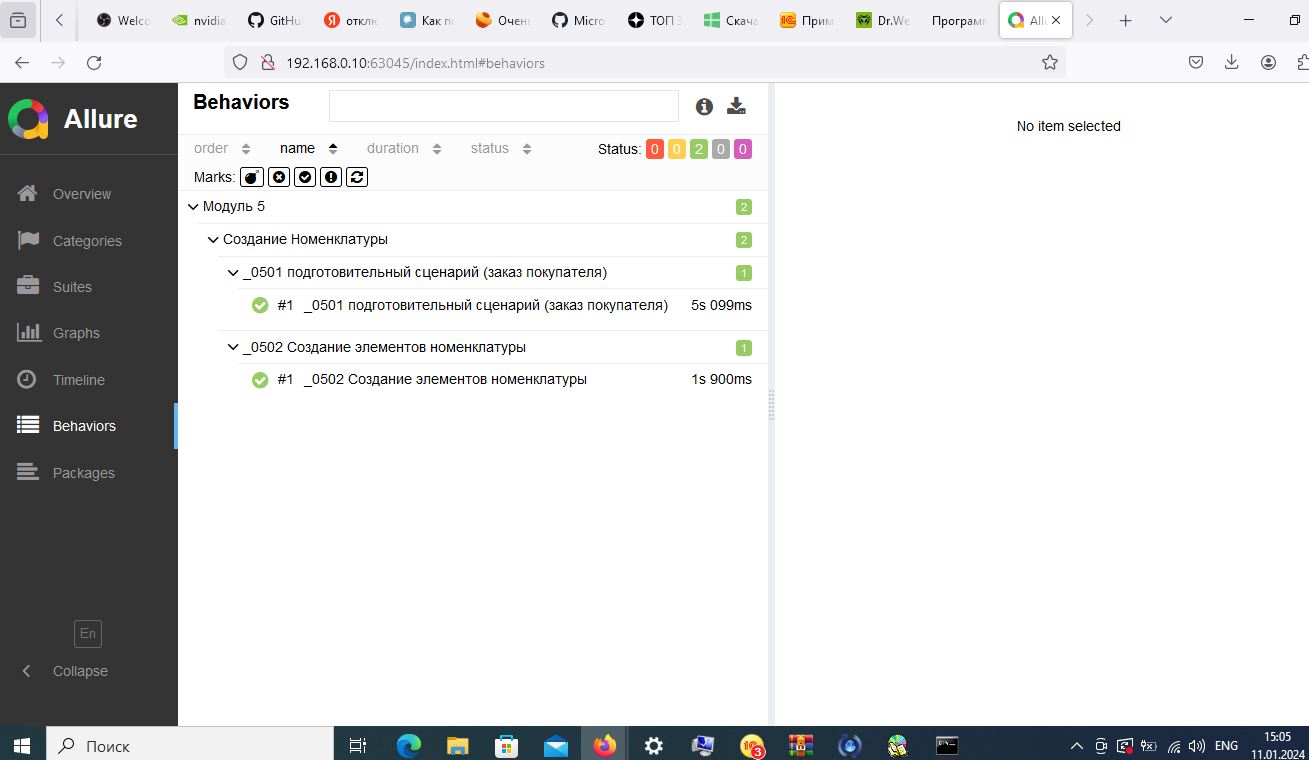 Welco nvidia GitHu отклю Как по Очень Micro ТОП Скача Прим Dr.We Программ Allu
192.168.0.10:63045/index.html#behaviors
Allure
Overview
Categories
Suites
Graphs
Timeline
Behaviors
Packages
En
Collapse
Behaviors
order name duration status Status: 0 0 2 0 0
Marks:
Модуль 5 2
Создание Номенклатуры 2
_0501 подготовительный сценарий (заказ покупателя) 1
#1 _0501 подготовительный сценарий (заказ покупателя) 5s 099ms
_0502 Создание элементов номенклатуры 1
#1 _0502 Создание элементов номенклатуры 1s 900ms
No item selected
Поиск
3
ENG
15:05
11.01.2024